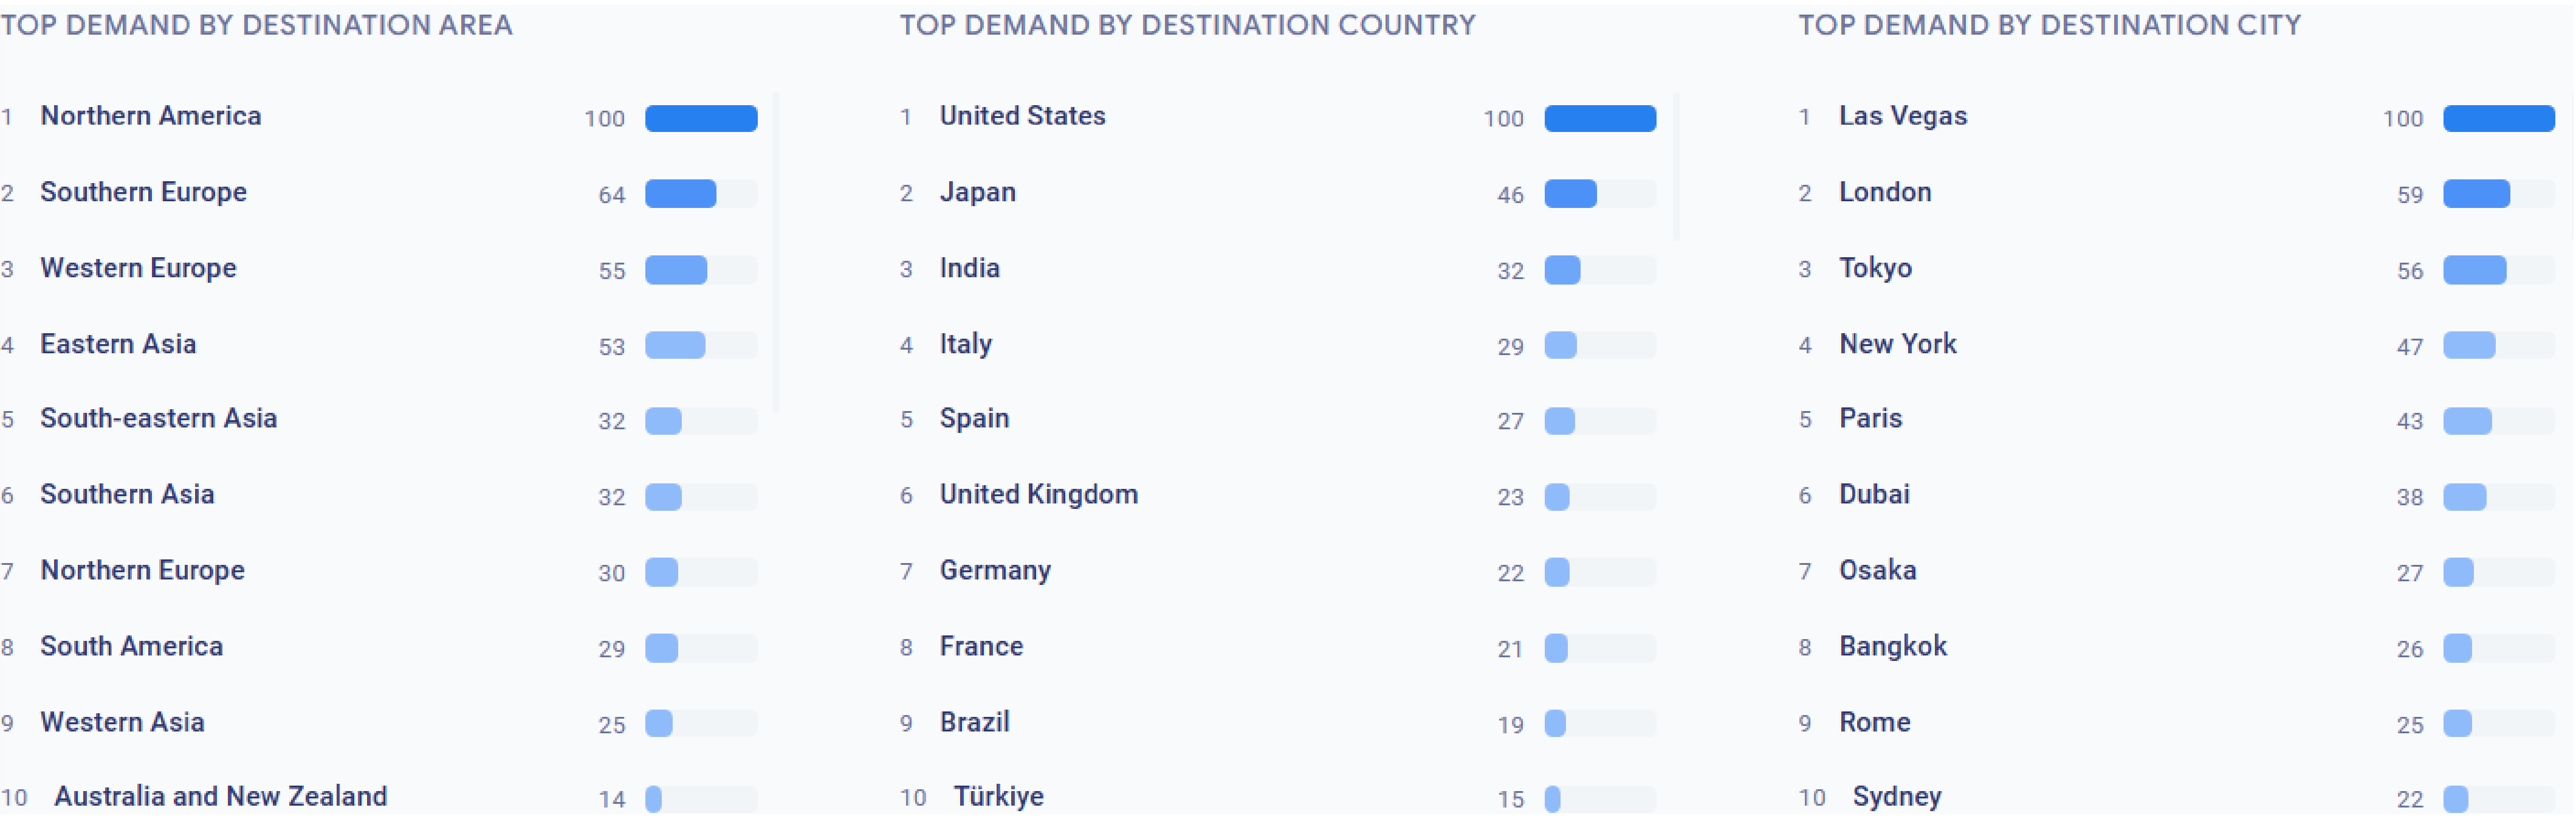 TOP DEMAND BY DESTINATION AREA
1 Northern America 100
2 Southern Europe 64
3 Western Europe 55
4 Eastern Asia 53
5 South-eastern Asia 32
6 Southern Asia 32
7 Northern Europe 30
8 South America 29
9 Western Asia 25
10 Australia and New Zealand 14
TOP DEMAND BY DESTINATION COUNTRY
1 United States 100
2 Japan 46
3 India 32
4 Italy 29
5 Spain 27
6 United Kingdom 23
7 Germany 22
8 France 21
9 Brazil 19
10 Türkiye 15
TOP DEMAND BY DESTINATION CITY
1 Las Vegas 100
2 London 59
3 Tokyo 56
4 New York 47
5 Paris 43
6 Dubai 38
7 Osaka 27
8 Bangkok 26
9 Rome 25
10 Sydney 22